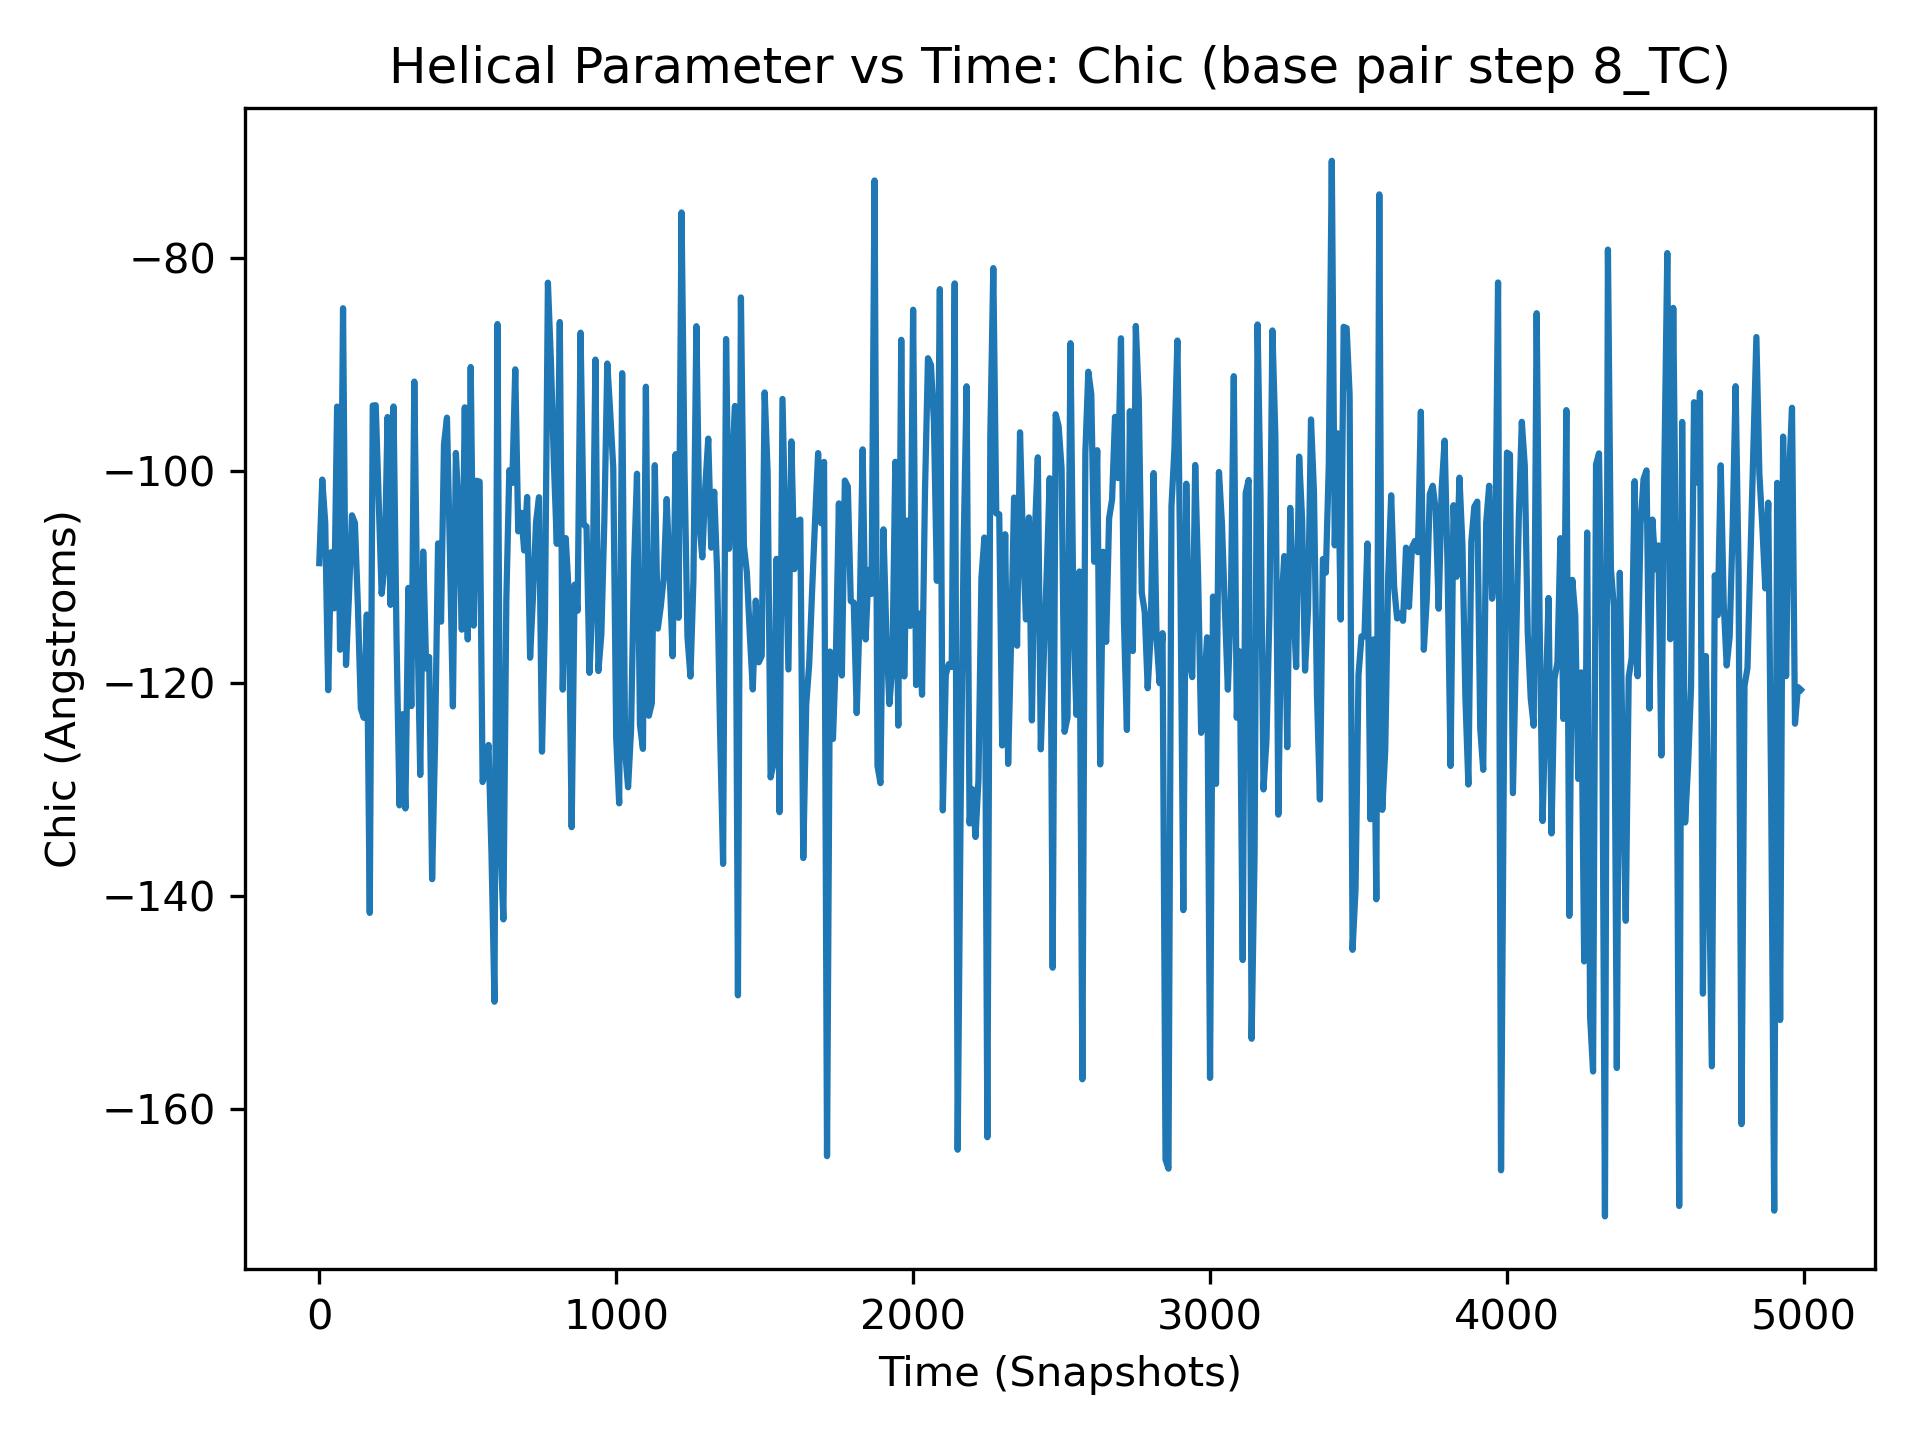 Helical Parameter vs Time: Chic (base pair step 8_TC)
Chic (Angstroms)
−80
−100
−120
−140
−160
0 1000 2000 3000 4000 5000
Time (Snapshots)